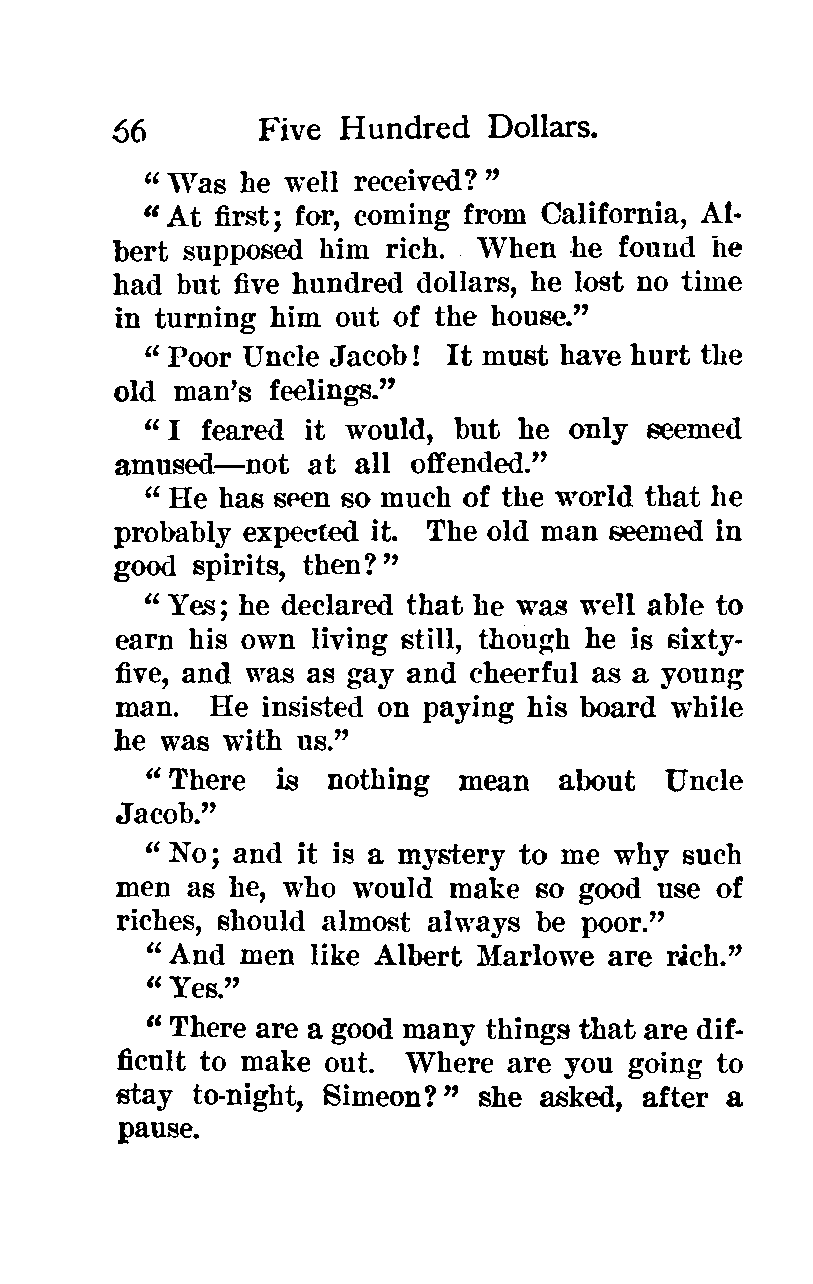 66 Five Hundred Dollars.
“Was he well received?”
“At first; for, coming from California, Al-
bert supposed him rich. When he found he
had but five hundred dollars, he lost no time
in turning him out of the house.”
“Poor Uncle Jacob! It must have hurt the
old man’s feelings.”
“I feared it would, but he only seemed
amused—not at all offended.”
“He has seen so much of the world that he
probably expected it. The old man seemed in
good spirits, then?”
“Yes; he declared that he was well able to
earn his own living still, though he is sixty-
five, and was as gay and cheerful as a young
man. He insisted on paying his board while
he was with us.”
“There is nothing mean about Uncle
Jacob.”
“No; and it is a mystery to me why such
men as he, who would make so good use of
riches, should almost always be poor.”
“And men like Albert Marlowe are rich.”
“Yes.”
“There are a good many things that are dif-
ficult to make out. Where are you going to
stay to-night, Simeon?” she asked, after a
pause.